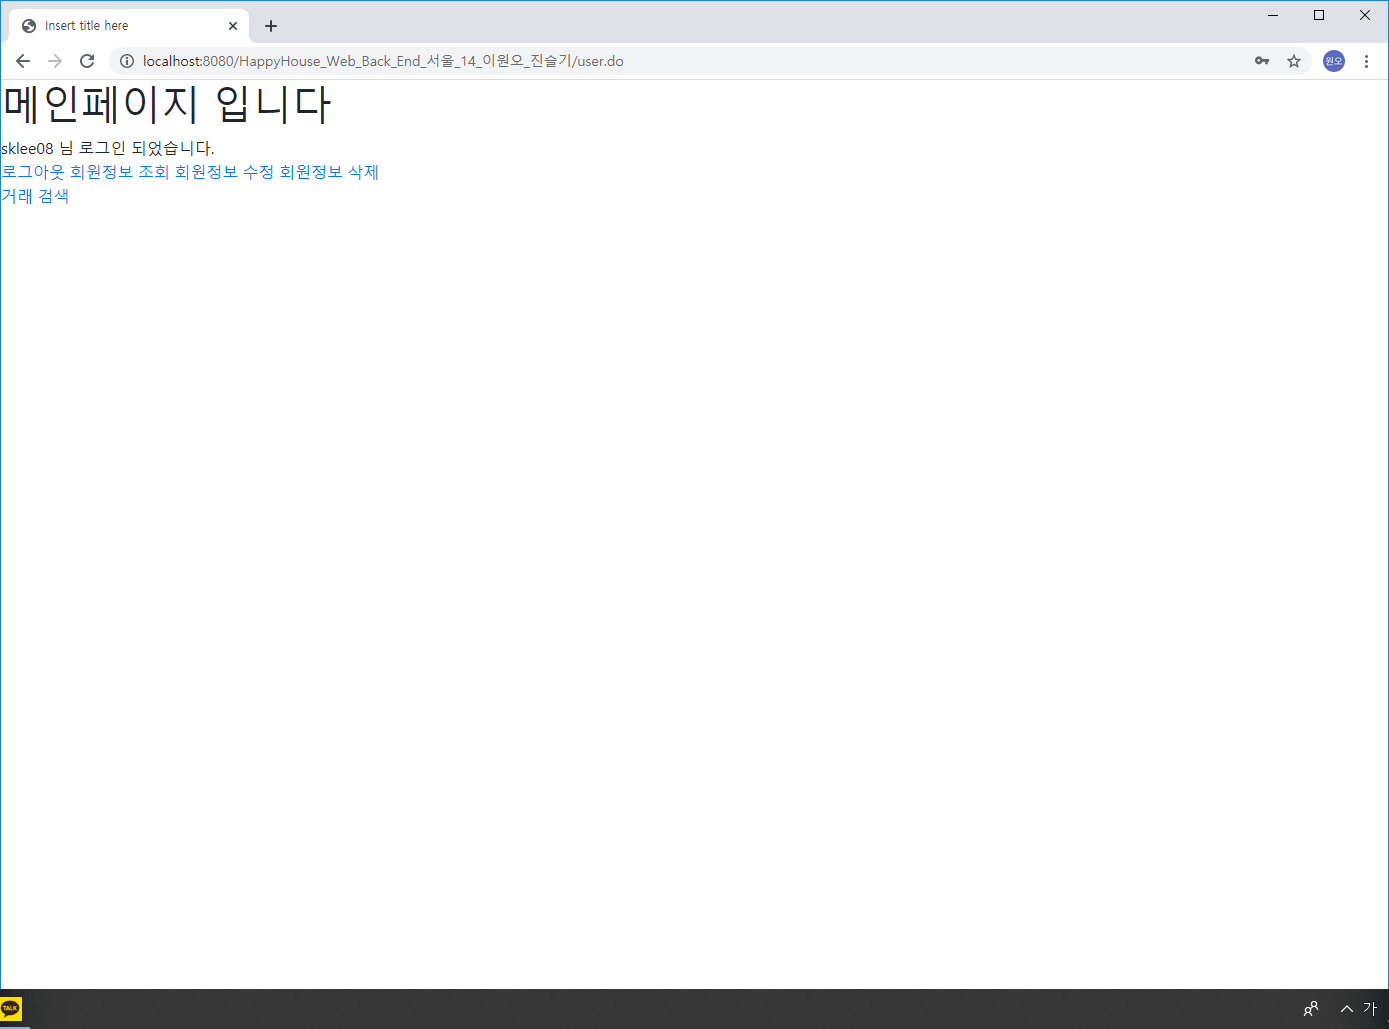 Insert title here
localhost:8080/HappyHouse_Web_Back_End_서울_14_이원오_진슬기/user.do
원오
메인페이지 입니다
sklee08 님 로그인 되었습니다.
로그아웃 회원정보 조회 회원정보 수정 회원정보 삭제
거래 검색
TALK
가